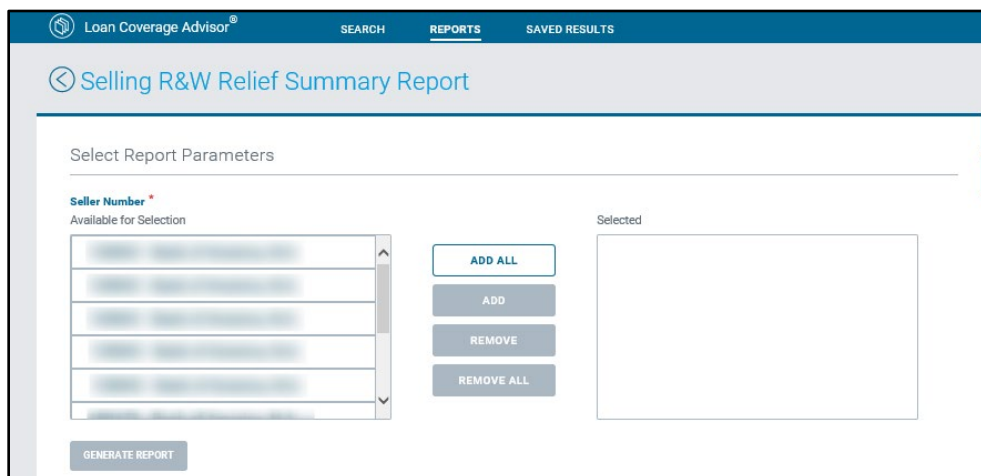 Loan Coverage Advisor® SEARCH REPORTS SAVED RESULTS
Selling R&W Relief Summary Report
Select Report Parameters
Seller Number *
Available for Selection Selected
ADD ALL
ADD
REMOVE
REMOVE ALL
GENERATE REPORT